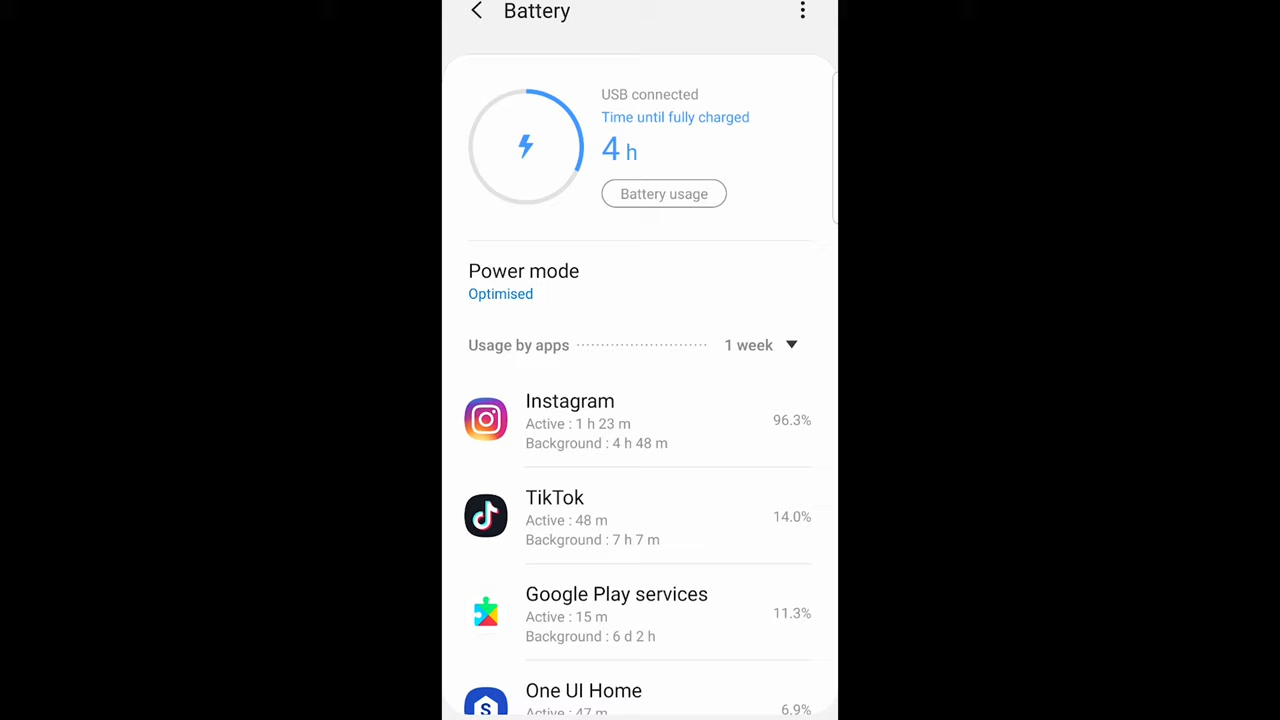 Battery
USB connected
Time until fully charged
4 h
Battery usage
Power mode
Optimised
Usage by apps
1 week
Instagram
Active : 1 h 23 m
Background : 4 h 48 m
96.3%
TikTok
Active : 48 m
Background : 7 h 7 m
14.0%
Google Play services
Active : 15 m
Background : 6 d 2 h
11.3%
One UI Home
Active : 47 m
6.9%